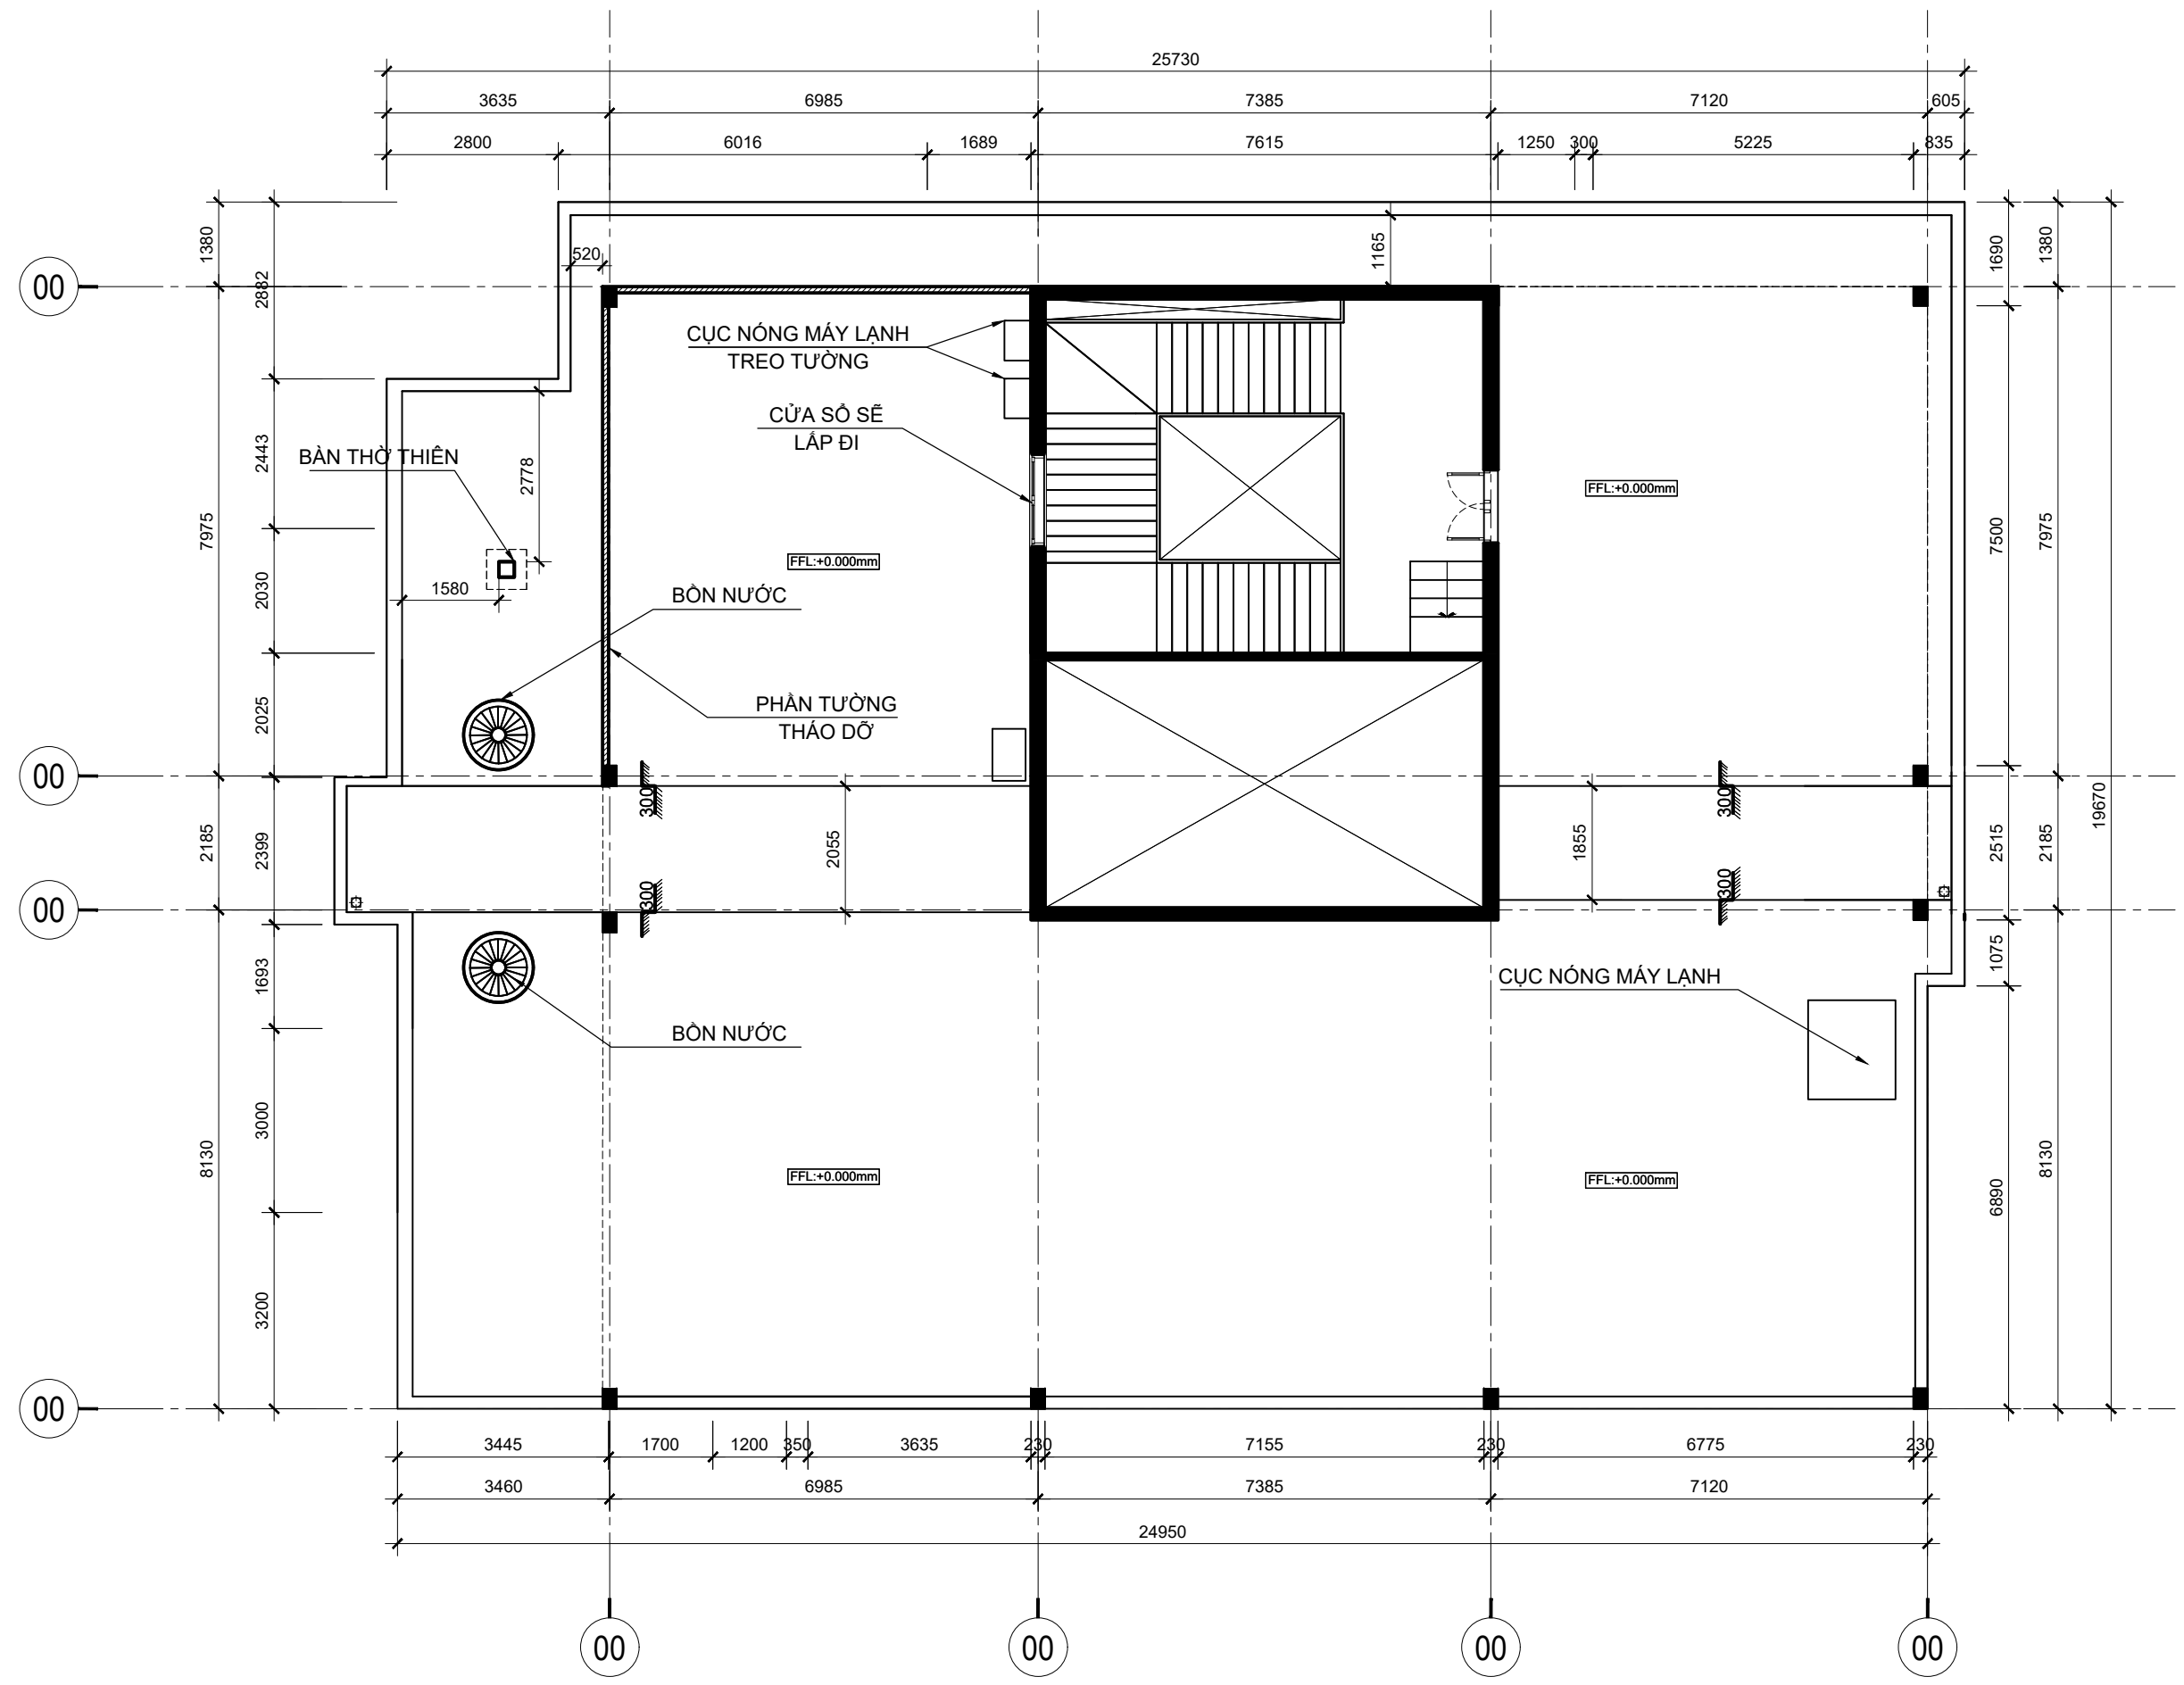 25730
3635 6985 7385 7120 605
2800 6016 1689 7615 1250 300 5225 835
1380
2882
520
1165
1690
1380
00
CỤC NÓNG MÁY LẠNH
TREO TƯỜNG
CỬA SỔ SẼ
LẤP ĐI
BÀN THỜ THIÊN
2443
2778
7975
FFL:+0.000mm
7500
7975
FFL:+0.000mm
2030
1580
BỒN NƯỚC
2025
PHẦN TƯỜNG
THÁO DỠ
00
300
300
19670
2185
2399
2055
1855
2515
2185
300
300
00
1693
1075
CỤC NÓNG MÁY LẠNH
BỒN NƯỚC
3000
8130
8130
FFL:+0.000mm
FFL:+0.000mm
6890
3200
00
3445 1700 1200 350 3635 230 7155 230 6775 230
3460 6985 7385 7120
24950
00 00 00 00